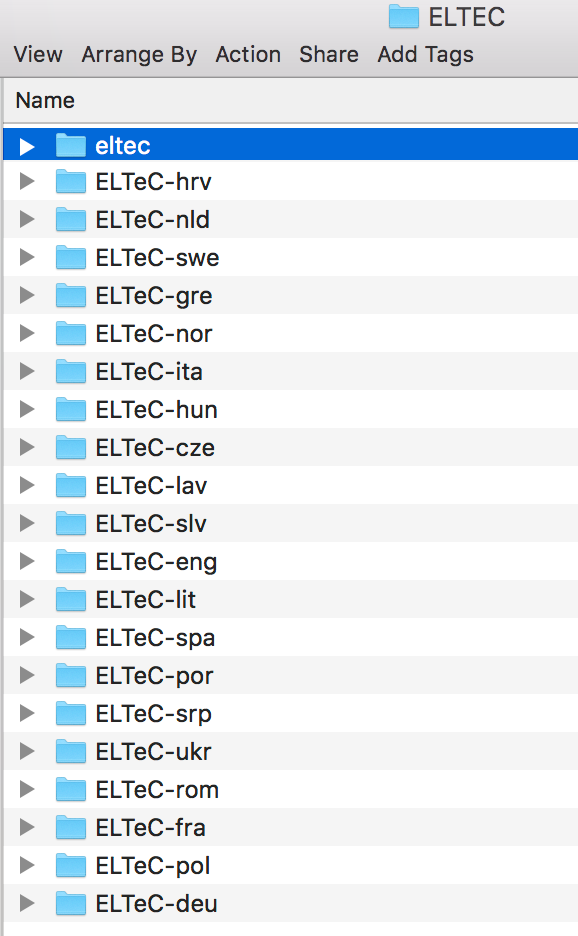 ELTEC
View Arrange By Action Share Add Tags
Name
eltec
ELTeC-hrv
ELTeC-nld
ELTeC-swe
ELTeC-gre
ELTeC-nor
ELTeC-ita
ELTeC-hun
ELTeC-cze
ELTeC-lav
ELTeC-slv
ELTeC-eng
ELTeC-lit
ELTeC-spa
ELTeC-por
ELTeC-srp
ELTeC-ukr
ELTeC-rom
ELTeC-fra
ELTeC-pol
ELTeC-deu